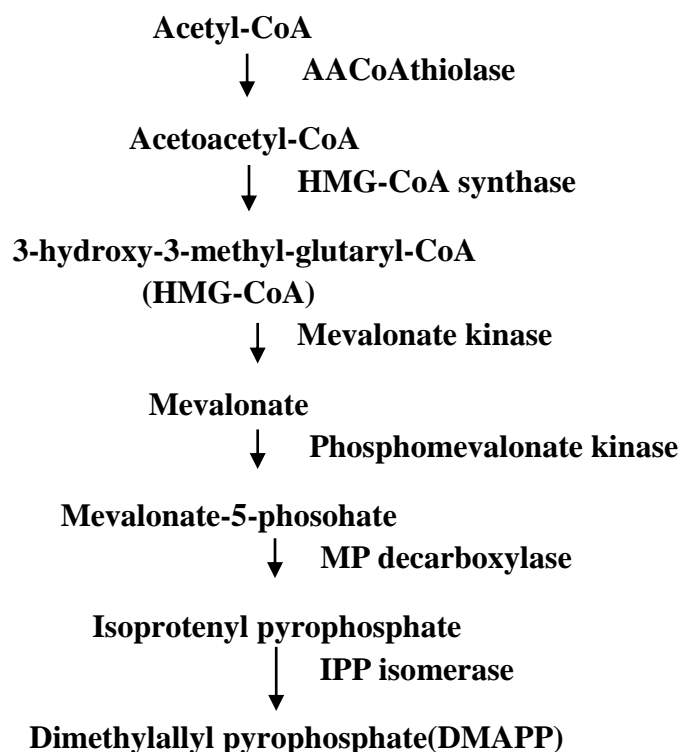 Acetyl-CoA
AACoAthiolase
Acetoacetyl-CoA
HMG-CoA synthase
3-hydroxy-3-methyl-glutaryl-CoA
(HMG-CoA)
Mevalonate kinase
Mevalonate
Phosphomevalonate kinase
Mevalonate-5-phosohate
MP decarboxylase
Isoprotenyl pyrophosphate
IPP isomerase
Dimethylallyl pyrophosphate(DMAPP)